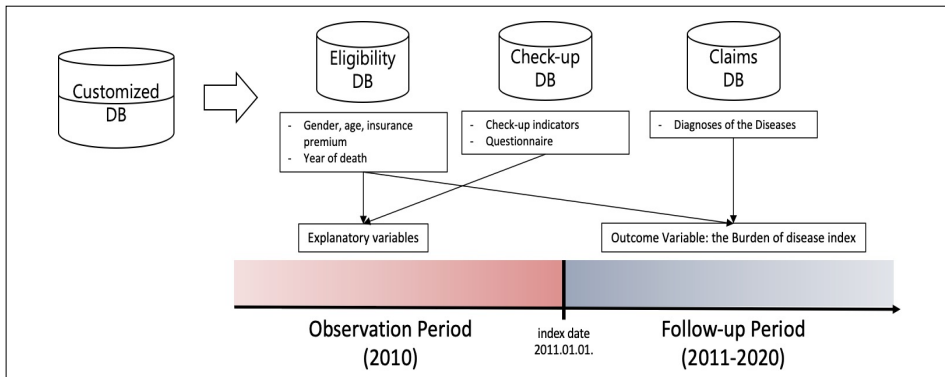 Customized
DB
Eligibility
DB
Check-up
DB
Claims
DB
- Gender, age, insurance
premium
- Year of death
- Check-up indicators
- Questionnaire
- Diagnoses of the Diseases
Explanatory variables
Outcome Variable: the Burden of disease index
Observation Period
(2010)
index date
2011.01.01.
Follow-up Period
(2011-2020)